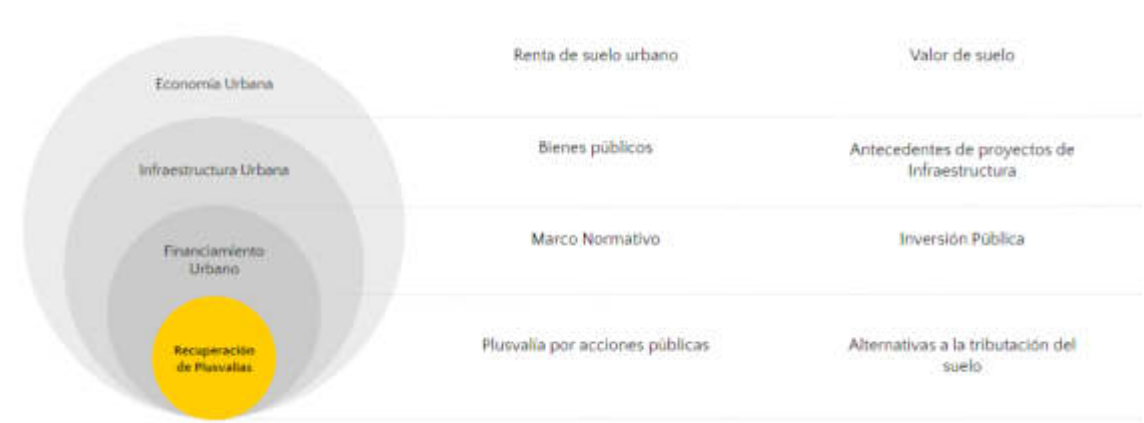 Economía Urbana
Renta de suelo urbano
Valor de suelo
Infraestructura Urbana
Bienes públicos
Antecedentes de proyectos de
Infraestructura
Financiamiento
Urbano
Marco Normativo
Inversión Pública
Recuperación
de Plusvalías
Plusvalía por acciones públicas
Alternativas a la tributación del
suelo